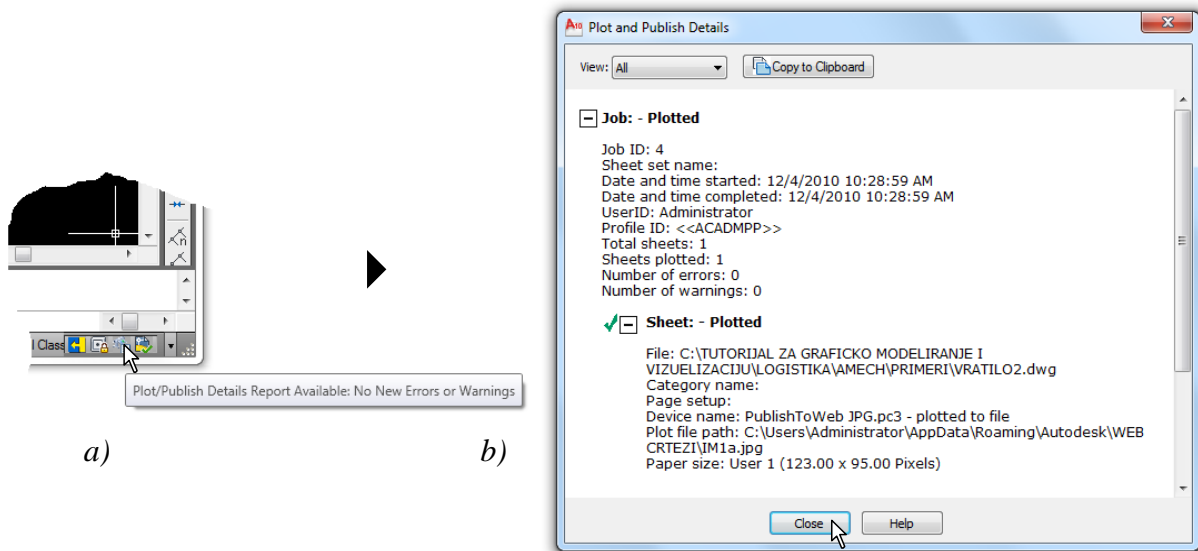 l Class
Plot/Publish Details Report Available: No New Errors or Warnings
a)
b)
A10 Plot and Publish Details
View: All
Copy to Clipboard
Job: - Plotted
Job ID: 4
Sheet set name:
Date and time started: 12/4/2010 10:28:59 AM
Date and time completed: 12/4/2010 10:28:59 AM
UserID: Administrator
Profile ID: <<ACADMPP>>
Total sheets: 1
Sheets plotted: 1
Number of errors: 0
Number of warnings: 0
Sheet: - Plotted
File: C:\TUTORIJAL ZA GRAFICKO MODELIRANJE I
VIZUELIZACIJU\LOGISTIKA\AMECH\PRIMERI\VRATILO2.dwg
Category name:
Page setup:
Device name: PublishToWeb JPG.pc3 - plotted to file
Plot file path: C:\Users\Administrator\AppData\Roaming\Autodesk\WEB
CRTEZI\IM1a.jpg
Paper size: User 1 (123.00 x 95.00 Pixels)
Close
Help